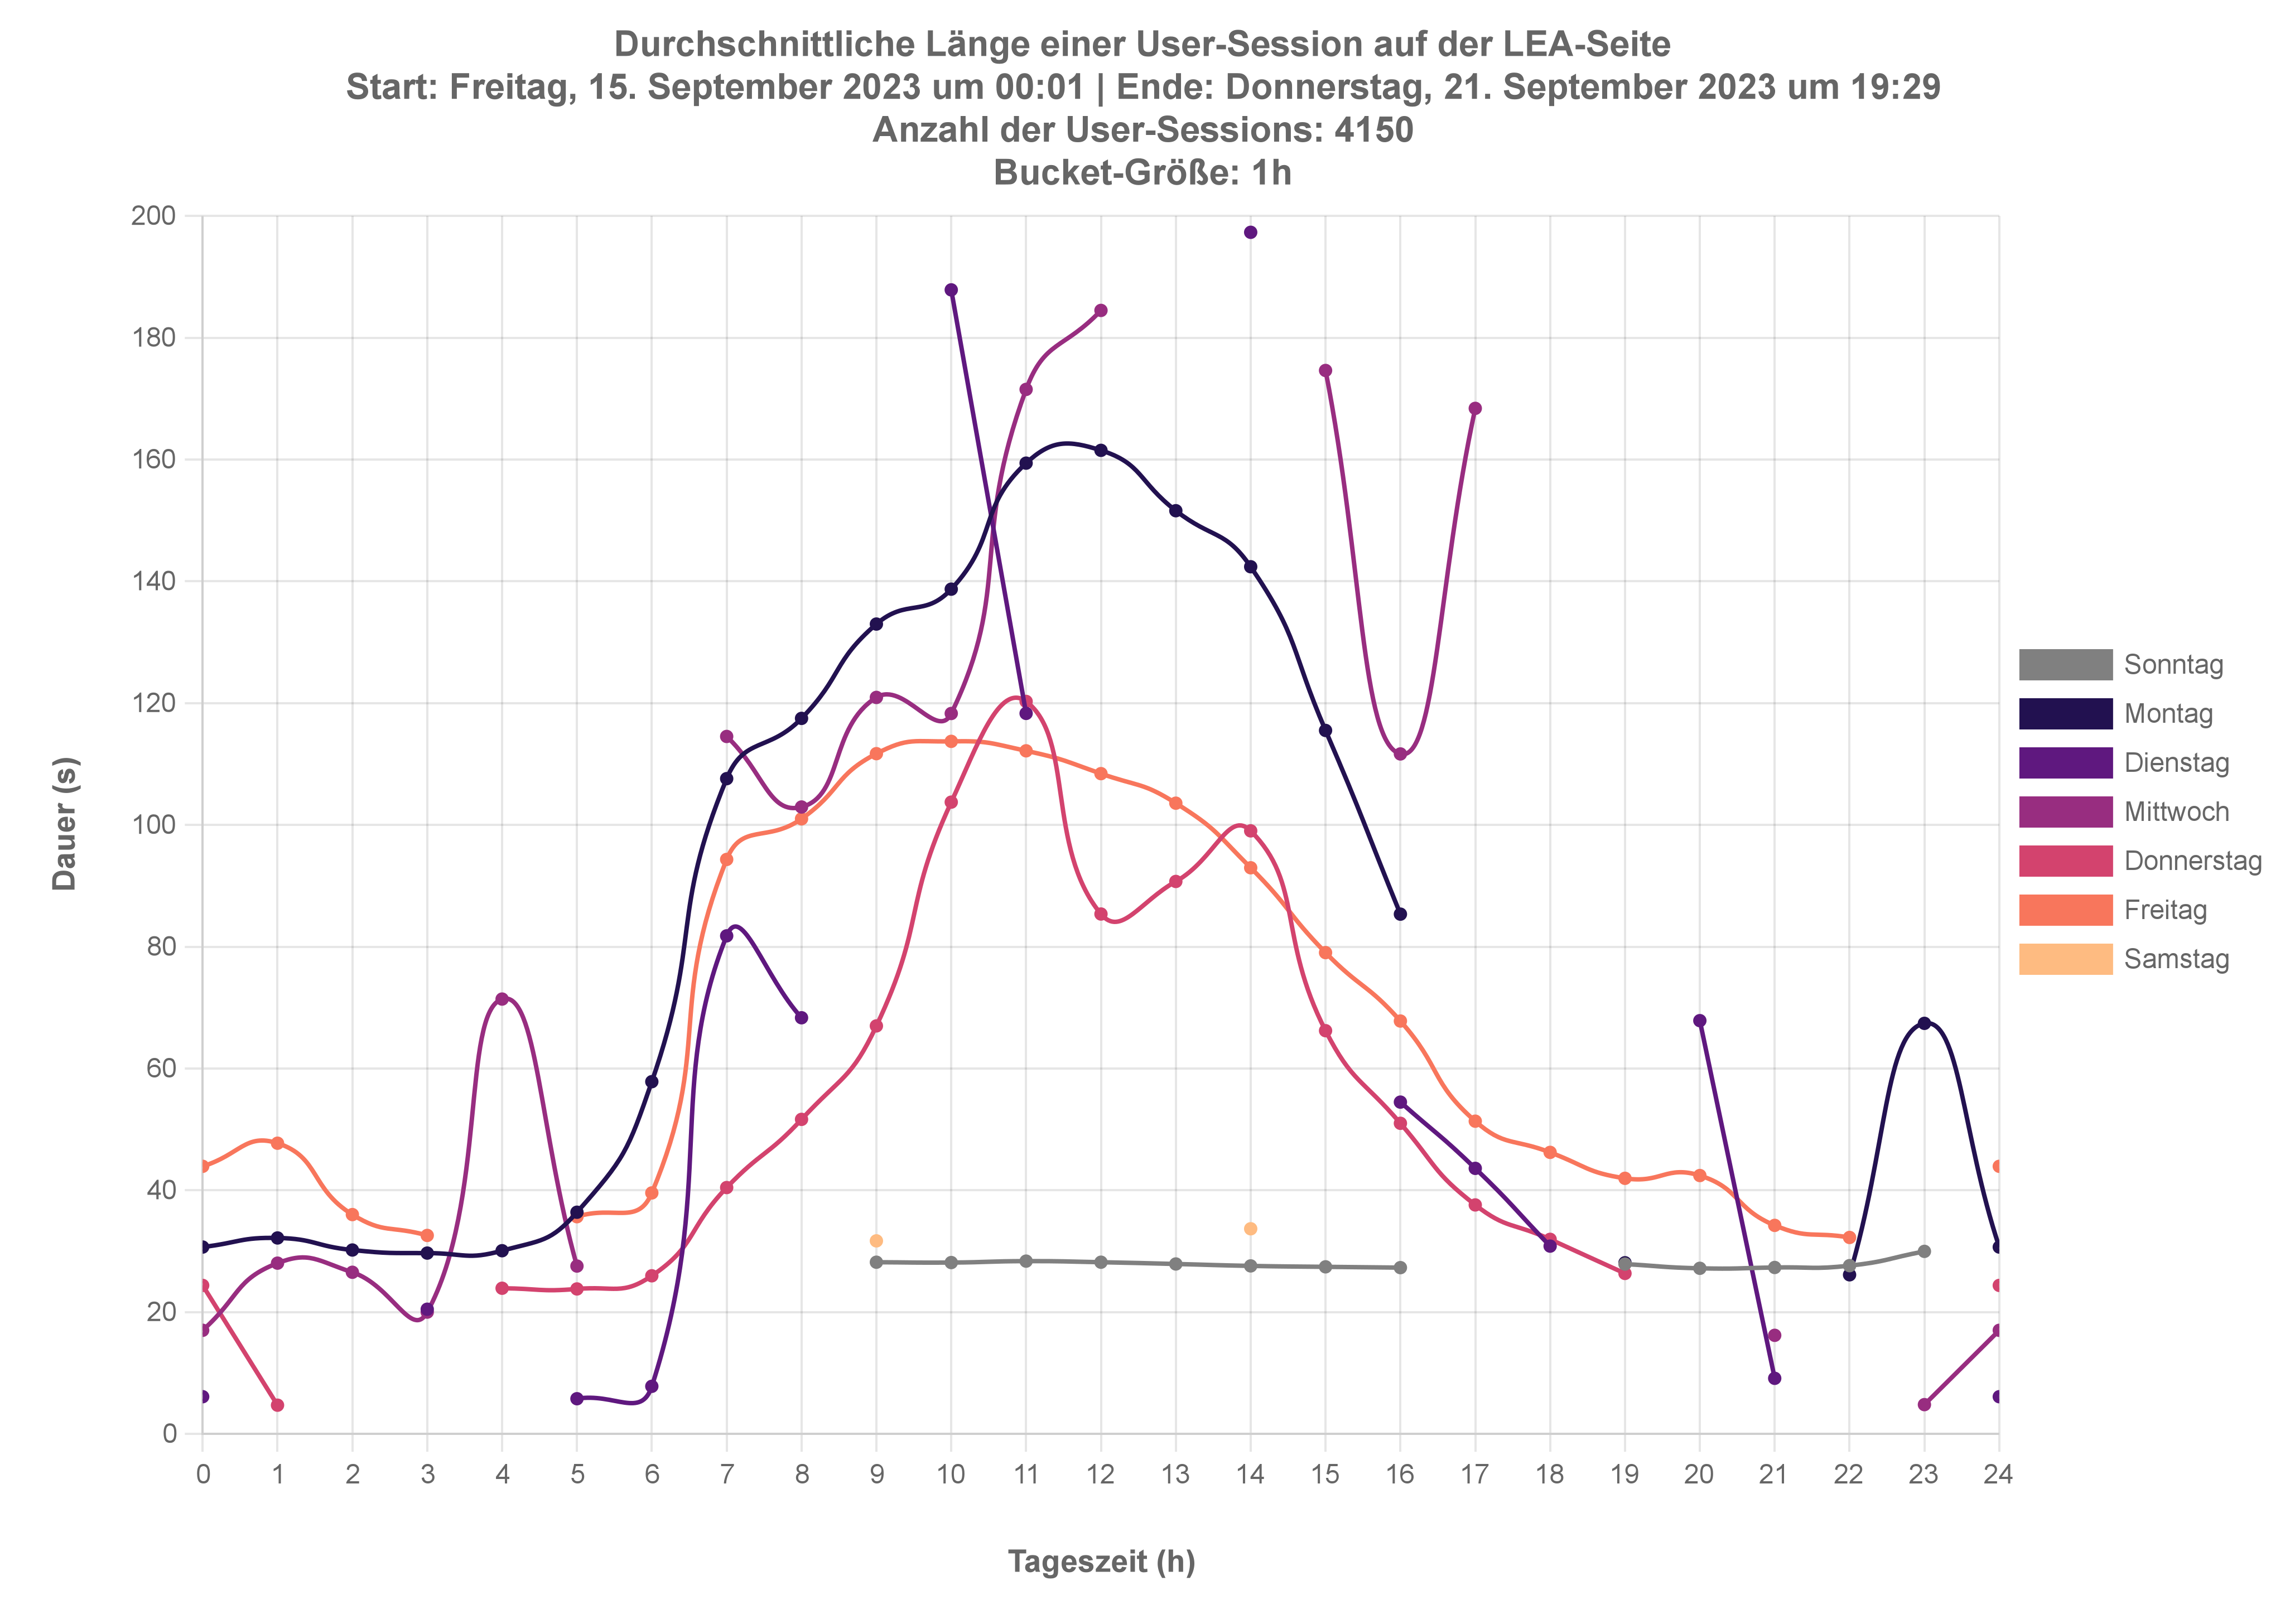 Durchschnittliche Länge einer User-Session auf der LEA-Seite
Start: Freitag, 15. September 2023 um 00:01 | Ende: Donnerstag, 21. September 2023 um 19:29
Anzahl der User-Sessions: 4150
Bucket-Größe: 1h
200
180
160
140
120
100
80
60
40
20
0
Dauer (s)
0 1 2 3 4 5 6 7 8 9 10 11 12 13 14 15 16 17 18 19 20 21 22 23 24
Tageszeit (h)
Sonntag
Montag
Dienstag
Mittwoch
Donnerstag
Freitag
Samstag